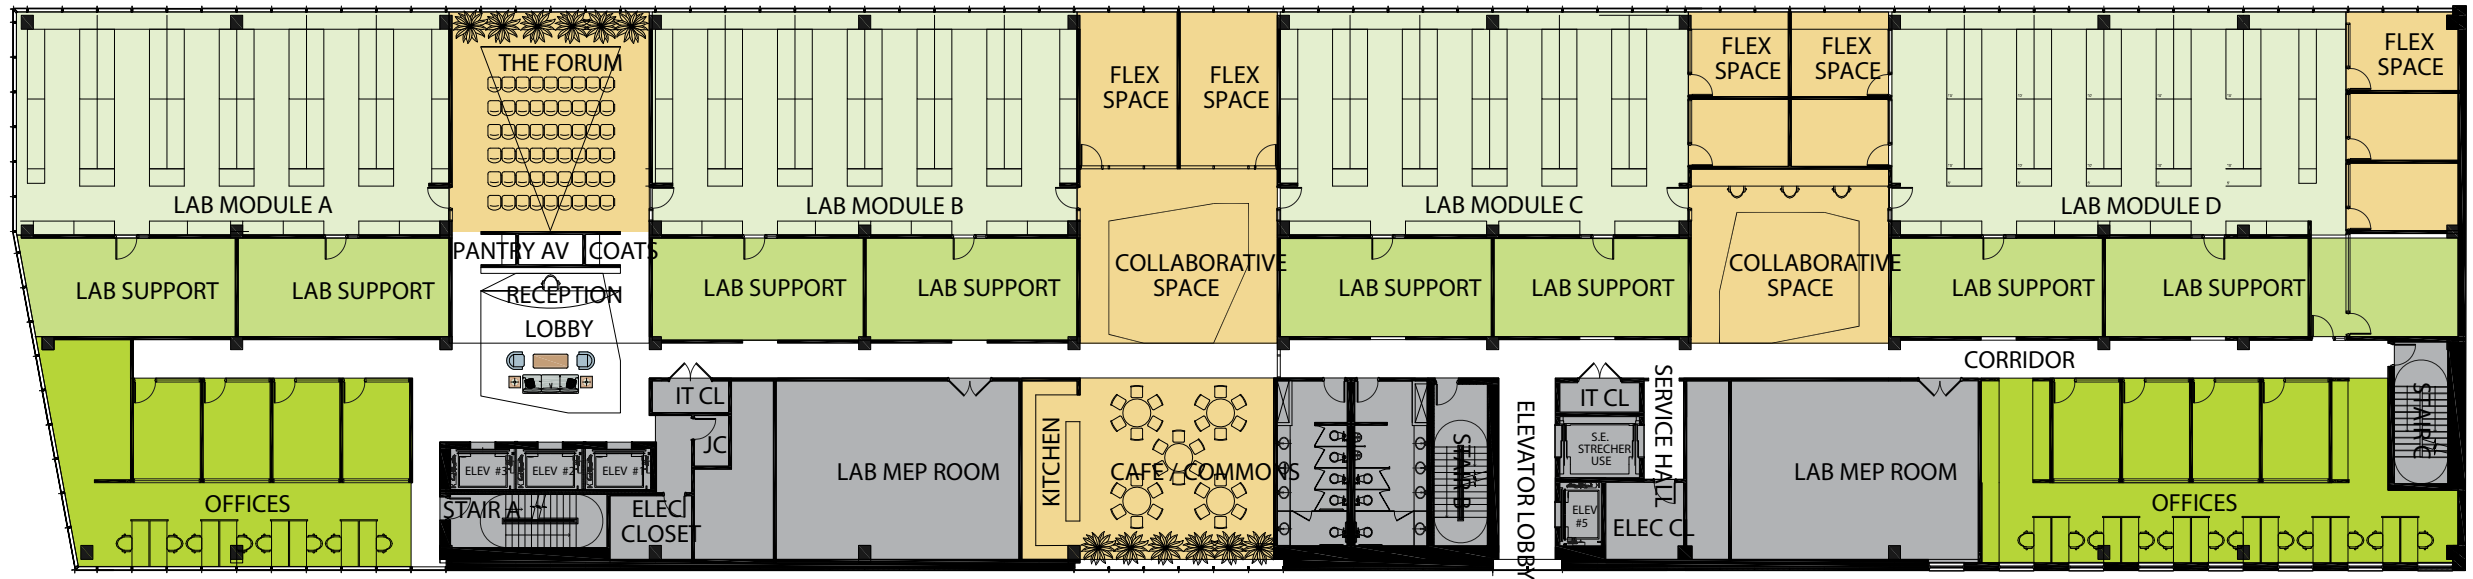 THE FORUM
FLEX
SPACE
FLEX
SPACE
FLEX
SPACE
FLEX
SPACE
FLEX
SPACE
LAB MODULE A
LAB MODULE B
LAB MODULE C
LAB MODULE D
PANTRY AV COATS
LAB SUPPORT
LAB SUPPORT
RECEPTION
LOBBY
LAB SUPPORT
LAB SUPPORT
COLLABORATIVE
SPACE
LAB SUPPORT
LAB SUPPORT
COLLABORATIVE
SPACE
LAB SUPPORT
LAB SUPPORT
CORRIDOR
IT CL
JC
IT CL
SERVICE HALL
S.E.
STRECHER
USE
ELEV #3
ELEV #2
ELEV #1
LAB MEP ROOM
KITCHEN
CAFE / COMMONS
STAIR B
ELEVATOR LOBBY
LAB MEP ROOM
OFFICES
STAIR A
ELEC
CLOSET
ELEV
#5
ELEC CL
OFFICES